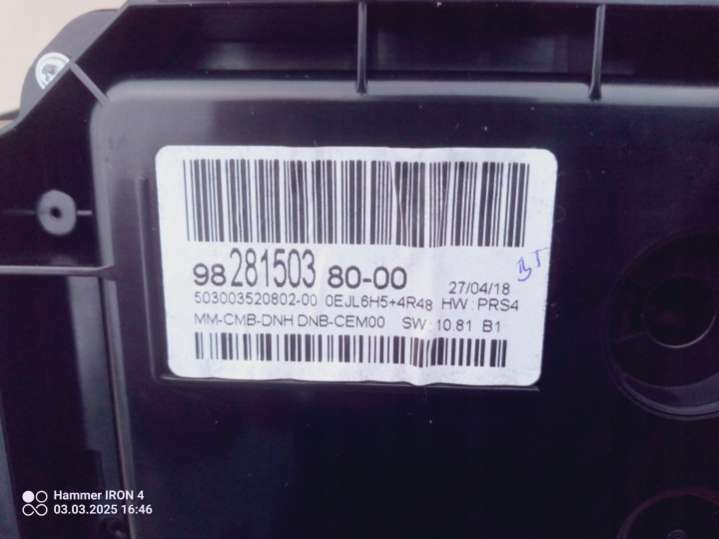 98 281503 80-00
27/04/18
503003520802-00 0EJL6H5+4R48 HW : PRS4
MM-CMB-DNH DNB-CEM00 SW : 10.81 B1
Hammer IRON 4
03.03.2025 16:46